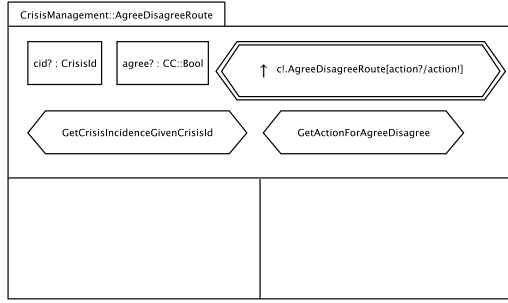 CrisisManagement::AgreeDisagreeRoute
cid? : CrisisId
agree? : CC::Bool
↑ c!.AgreeDisagreeRoute[action?/action!]
GetCrisisIncidenceGivenCrisisId
GetActionForAgreeDisagree